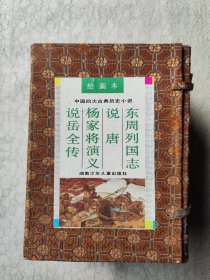 绘画本
中国四大古典历史小说
东周列国志
说唐
杨家将演义
说岳全传
湖南少年儿童出版社